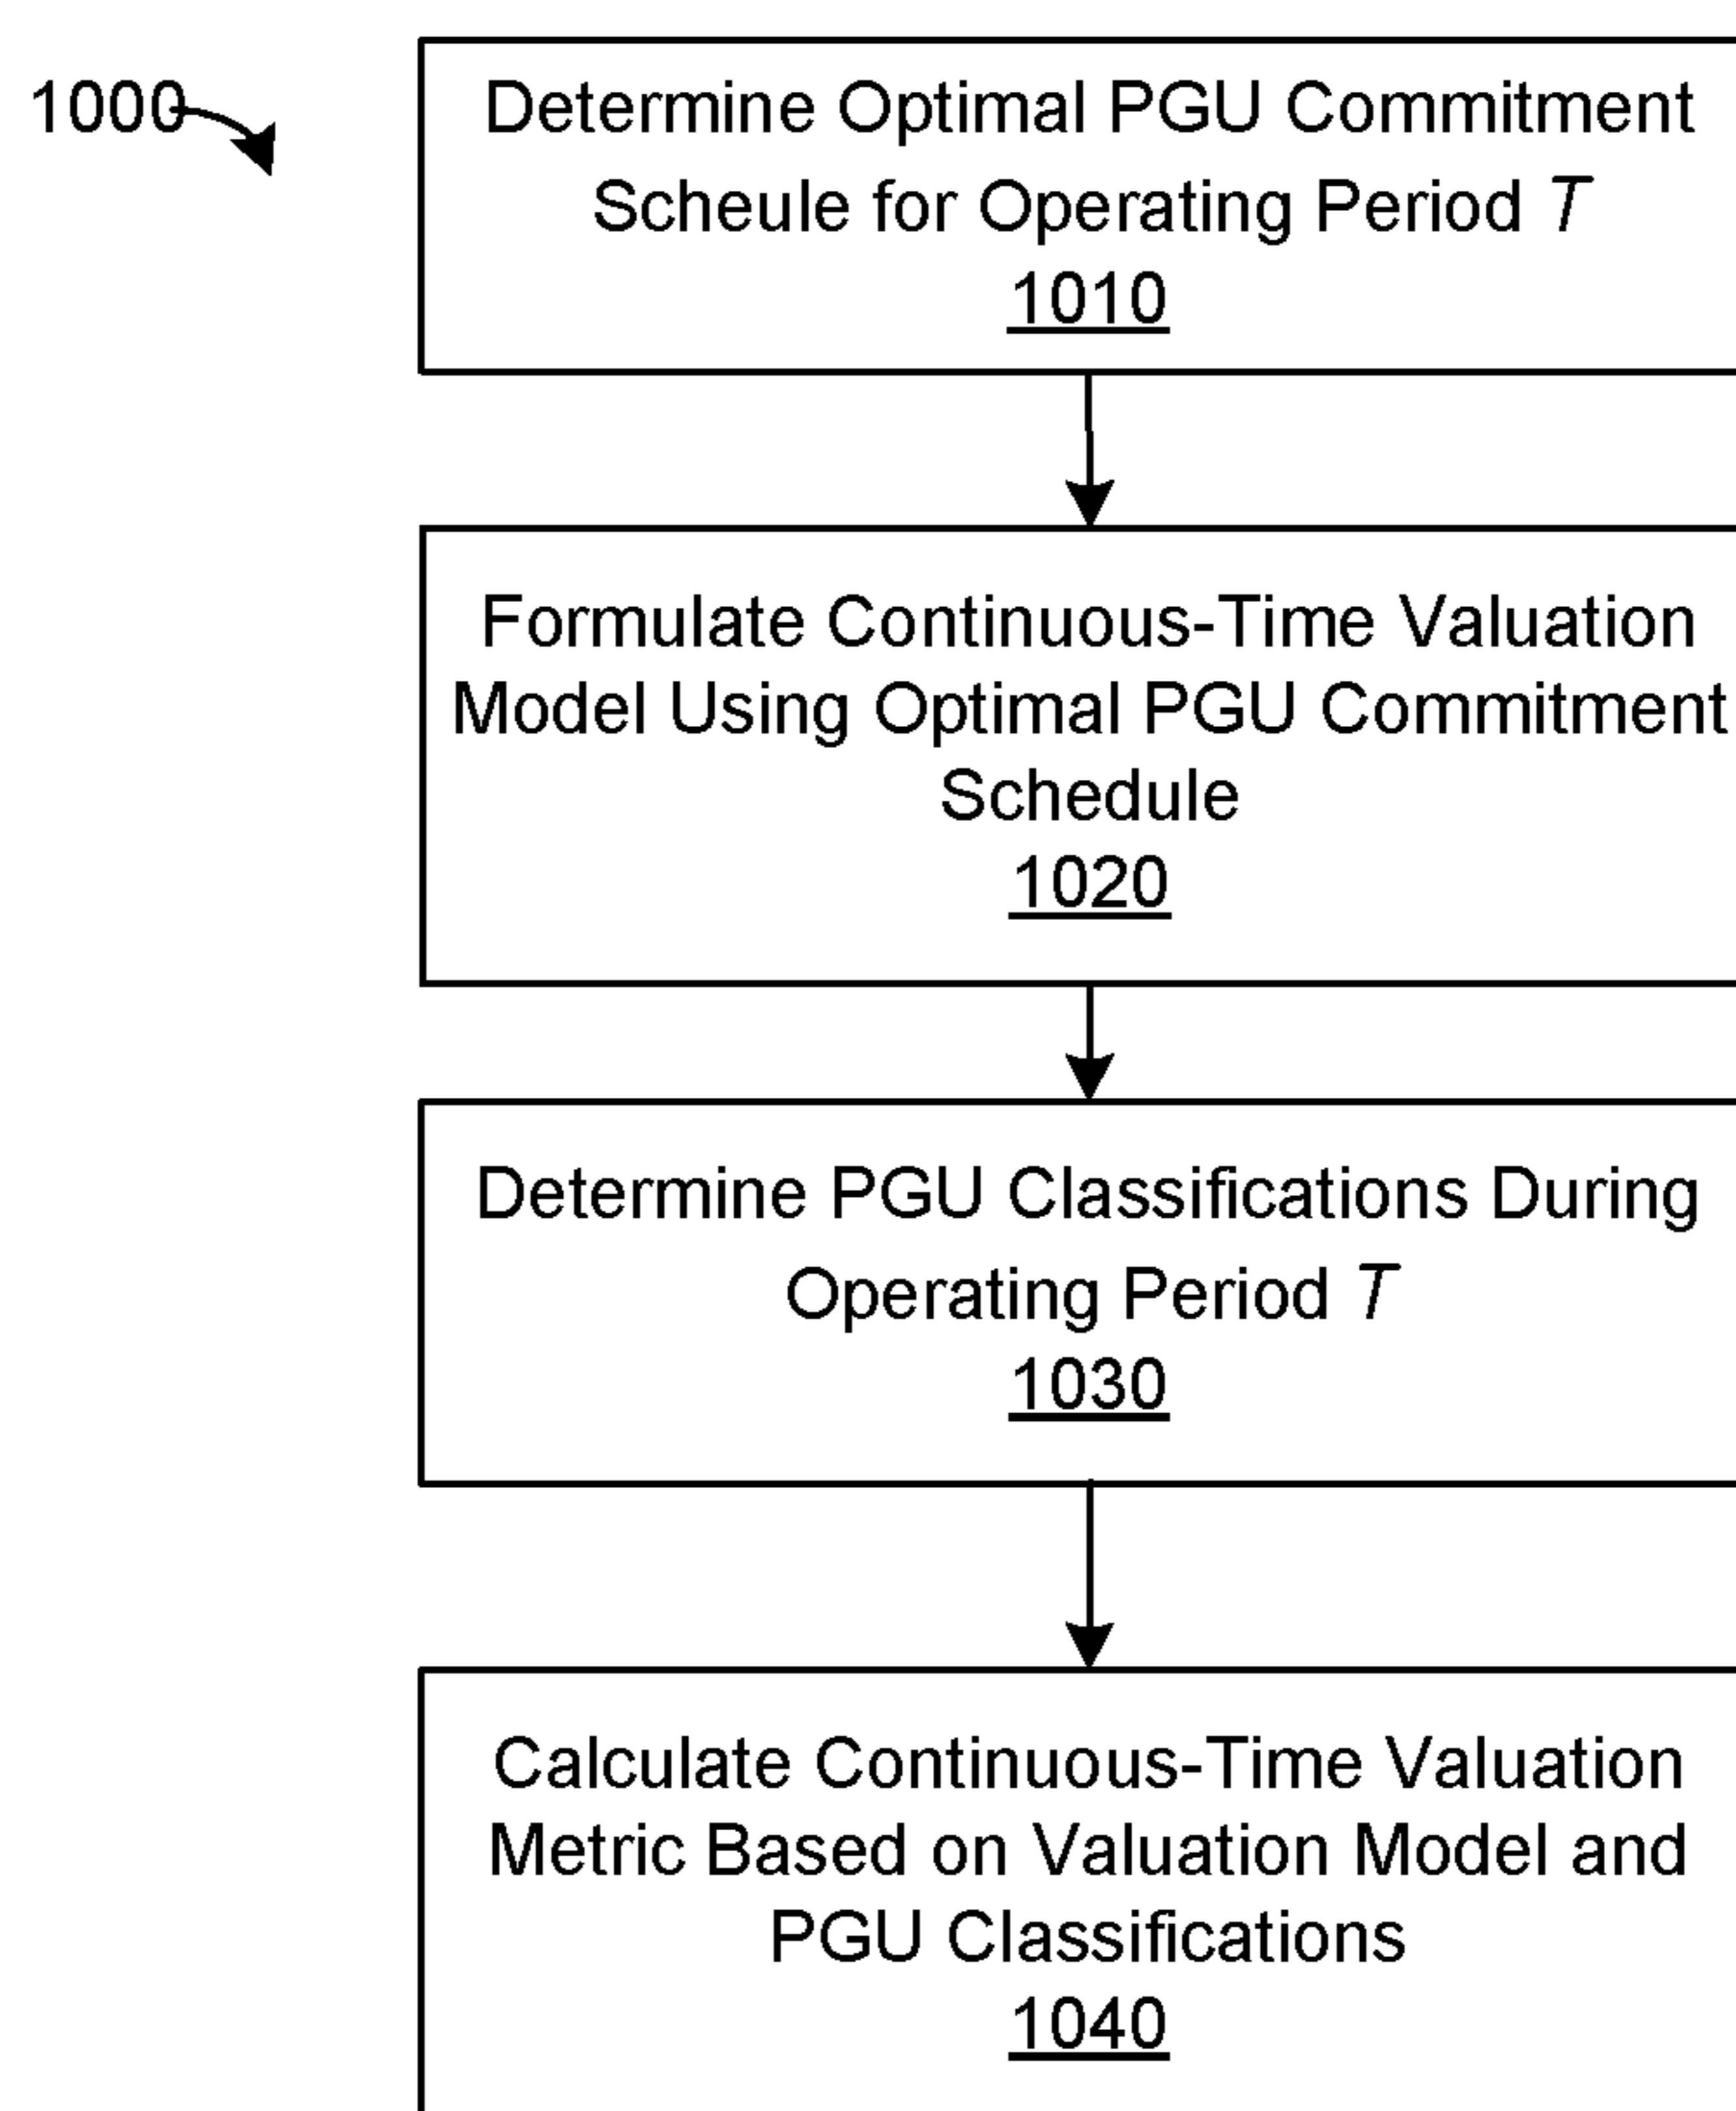 1000
Determine Optimal PGU Commitment
Scheule for Operating Period T
1010
Formulate Continuous-Time Valuation
Model Using Optimal PGU Commitment
Schedule
1020
Determine PGU Classifications During
Operating Period T
1030
Calculate Continuous-Time Valuation
Metric Based on Valuation Model and
PGU Classifications
1040